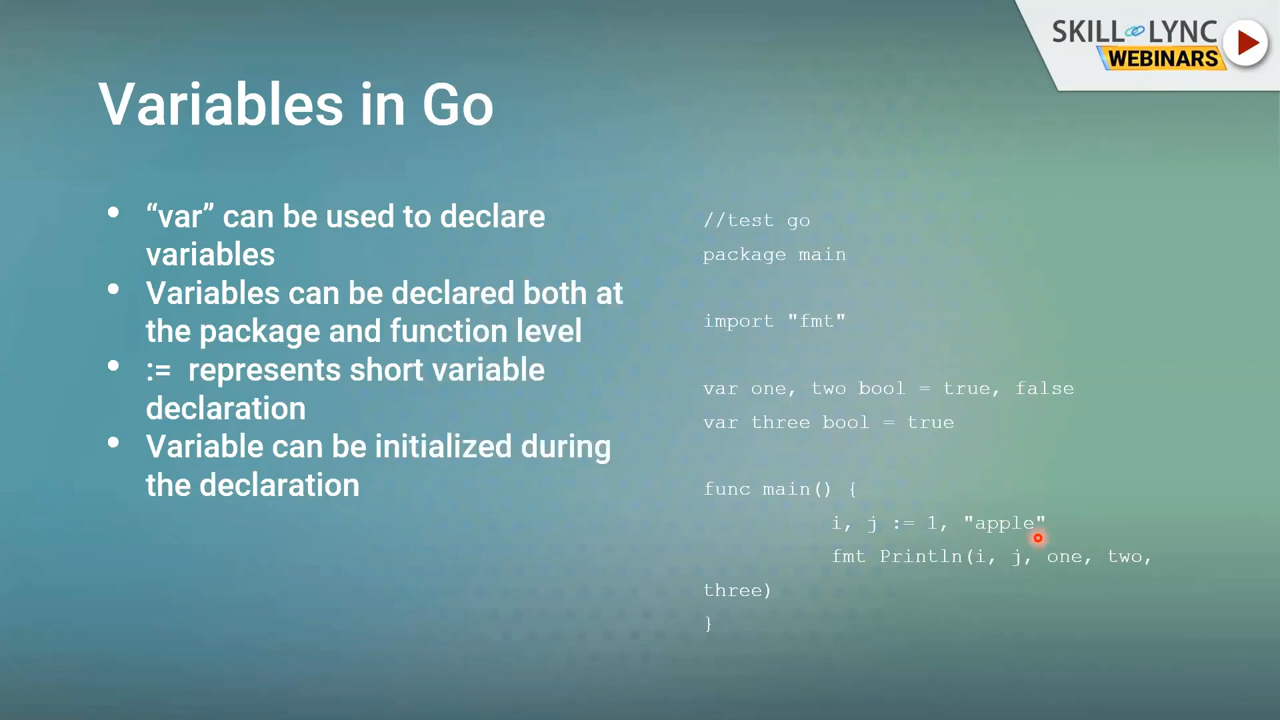 SKILL LYNC
WEBINARS
Variables in Go
• “var” can be used to declare
variables
• Variables can be declared both at
the package and function level
• := represents short variable
declaration
• Variable can be initialized during
the declaration
//test go
package main
import "fmt"
var one, two bool = true, false
var three bool = true
func main() {
i, j := 1, "apple"
fmt Println(i, j, one, two,
three)
}